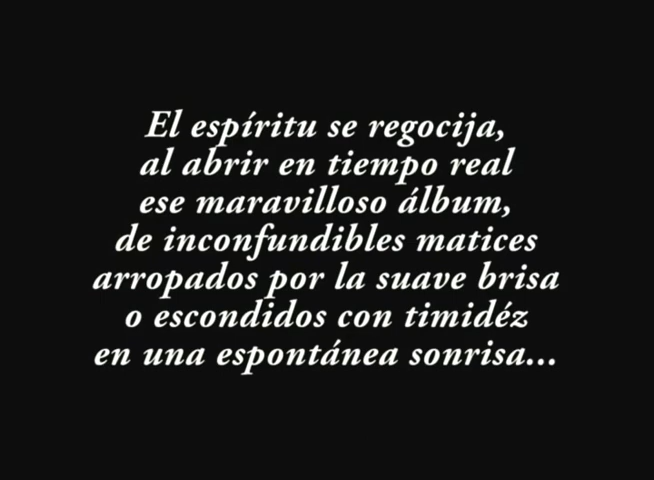 El espíritu se regocija,
al abrir en tiempo real
ese maravilloso álbum,
de inconfundibles matices
arropados por la suave brisa
o escondidos con timidéz
en una espontánea sonrisa...